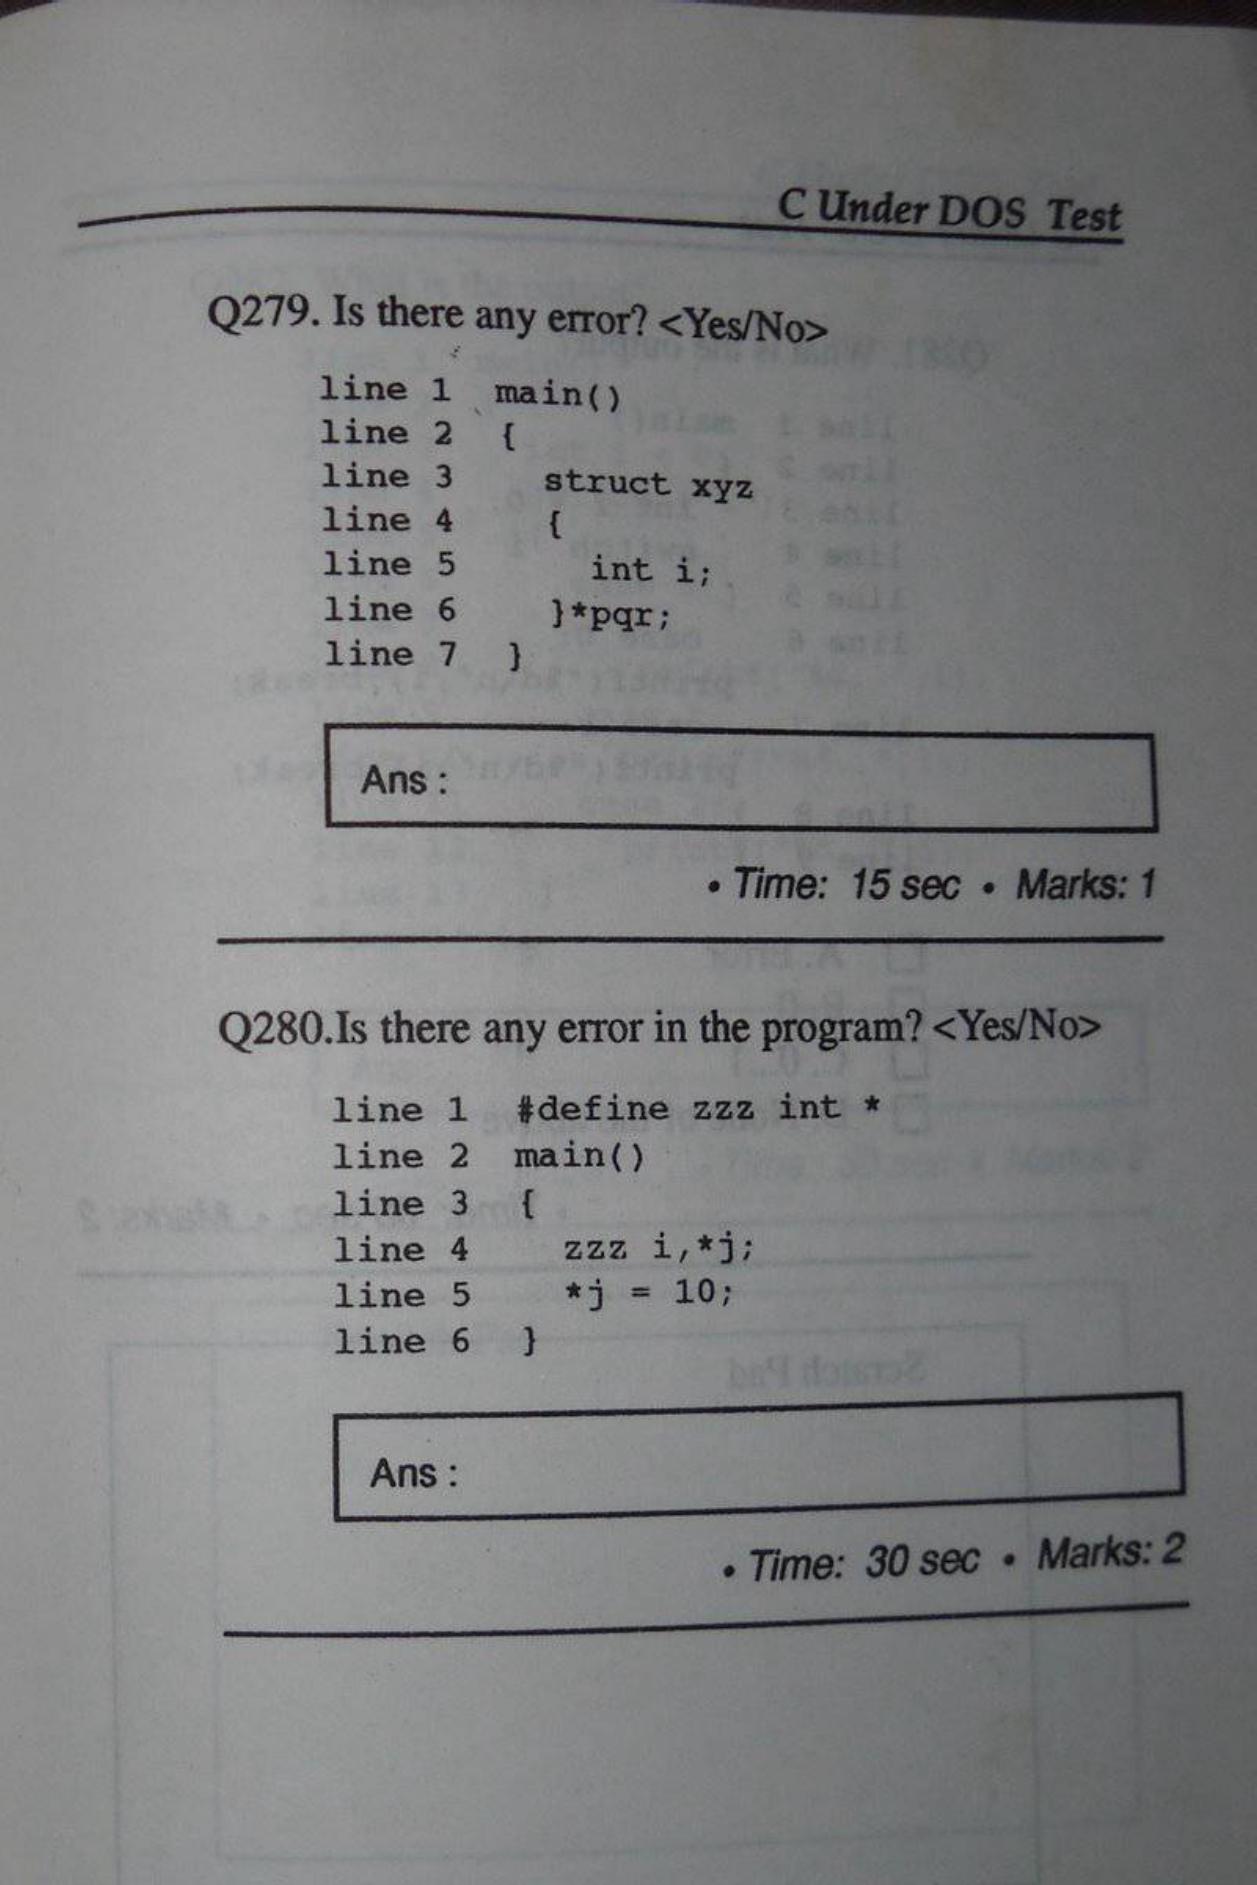 C Under DOS Test
Q279. Is there any error? <Yes/No>
line 1 main()
line 2 {
line 3 struct xyz
line 4 {
line 5 int i;
line 6 }*pqr;
line 7 }
Ans :
• Time: 15 sec • Marks: 1
Q280.Is there any error in the program? <Yes/No>
line 1 #define zzz int *
line 2 main()
line 3 {
line 4 zzz i,*j;
line 5 *j = 10;
line 6 }
Ans :
• Time: 30 sec • Marks: 2